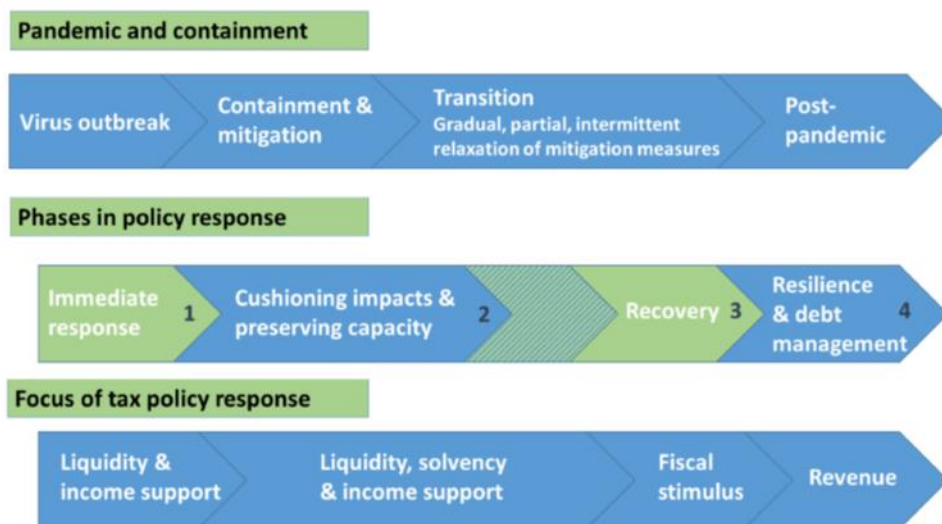 Pandemic and containment
Virus outbreak
Containment &
mitigation
Transition
Gradual, partial, intermittent
relaxation of mitigation measures
Post-
pandemic
Phases in policy response
Immediate
response
1
Cushioning impacts &
preserving capacity
2
Recovery
3
Resilience
& debt
management
4
Focus of tax policy response
Liquidity &
income support
Liquidity, solvency
& income support
Fiscal
stimulus
Revenue